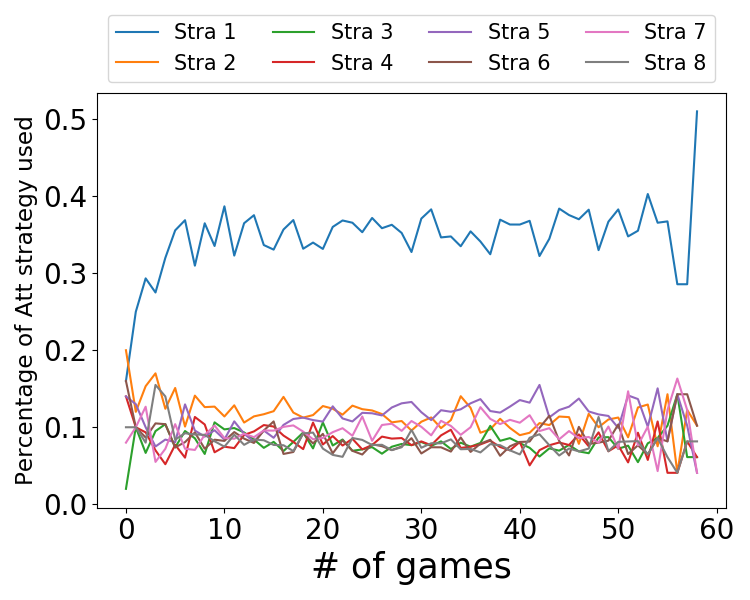 Stra 1 Stra 3 Stra 5 Stra 7
Stra 2 Stra 4 Stra 6 Stra 8
Percentage of Att strategy used
0.5
0.4
0.3
0.2
0.1
0.0
0 10 20 30 40 50 60
# of games